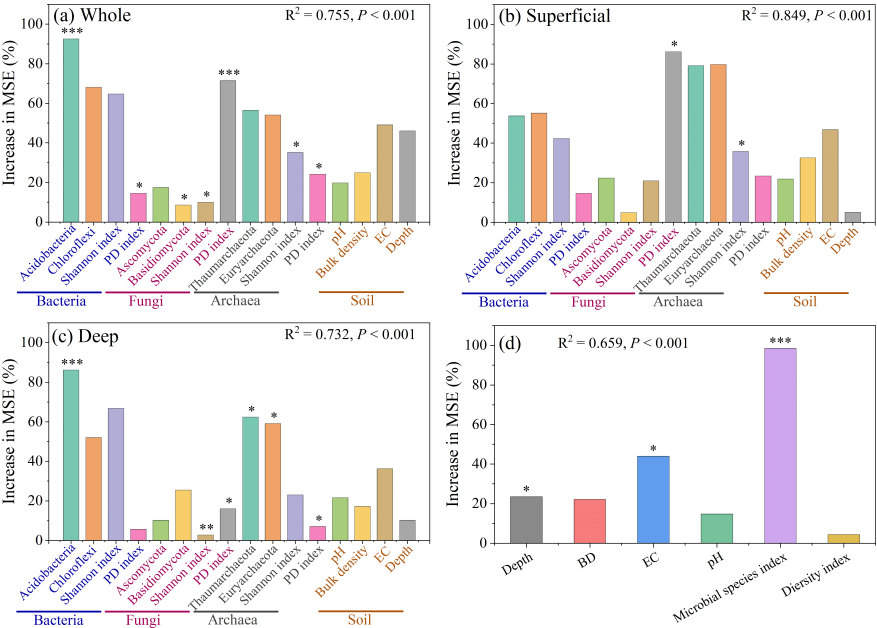 (a) Whole
R² = 0.755, P < 0.001
Increase in MSE (%)
100
80
60
40
20
0
***
*
*
*
***
*
*
Acidobacteria
Chloroflexi
Shannon index
PD index
Ascomycota
Basidiomycota
Shannon index
PD index
Thaumarchaeota
Euryarchaeota
Shannon index
PD index
pH
Bulk density
EC
Depth
Bacteria
Fungi
Archaea
Soil
(b) Superficial
R² = 0.849, P < 0.001
Increase in MSE (%)
100
80
60
40
20
0
*
*
Acidobacteria
Chloroflexi
Shannon index
PD index
Ascomycota
Basidiomycota
Shannon index
PD index
Thaumarchaeota
Euryarchaeota
Shannon index
PD index
pH
Bulk density
EC
Depth
Bacteria
Fungi
Archaea
Soil
(c) Deep
R² = 0.732, P < 0.001
Increase in MSE (%)
100
80
60
40
20
0
***
**
*
*
*
*
Acidobacteria
Chloroflexi
Shannon index
PD index
Ascomycota
Basidiomycota
Shannon index
PD index
Thaumarchaeota
Euryarchaeota
Shannon index
PD index
pH
Bulk density
EC
Depth
Bacteria
Fungi
Archaea
Soil
(d)
R² = 0.659, P < 0.001
Increase in MSE (%)
100
80
60
40
20
0
*
*
***
Depth
BD
EC
pH
Microbial species index
Diersity index